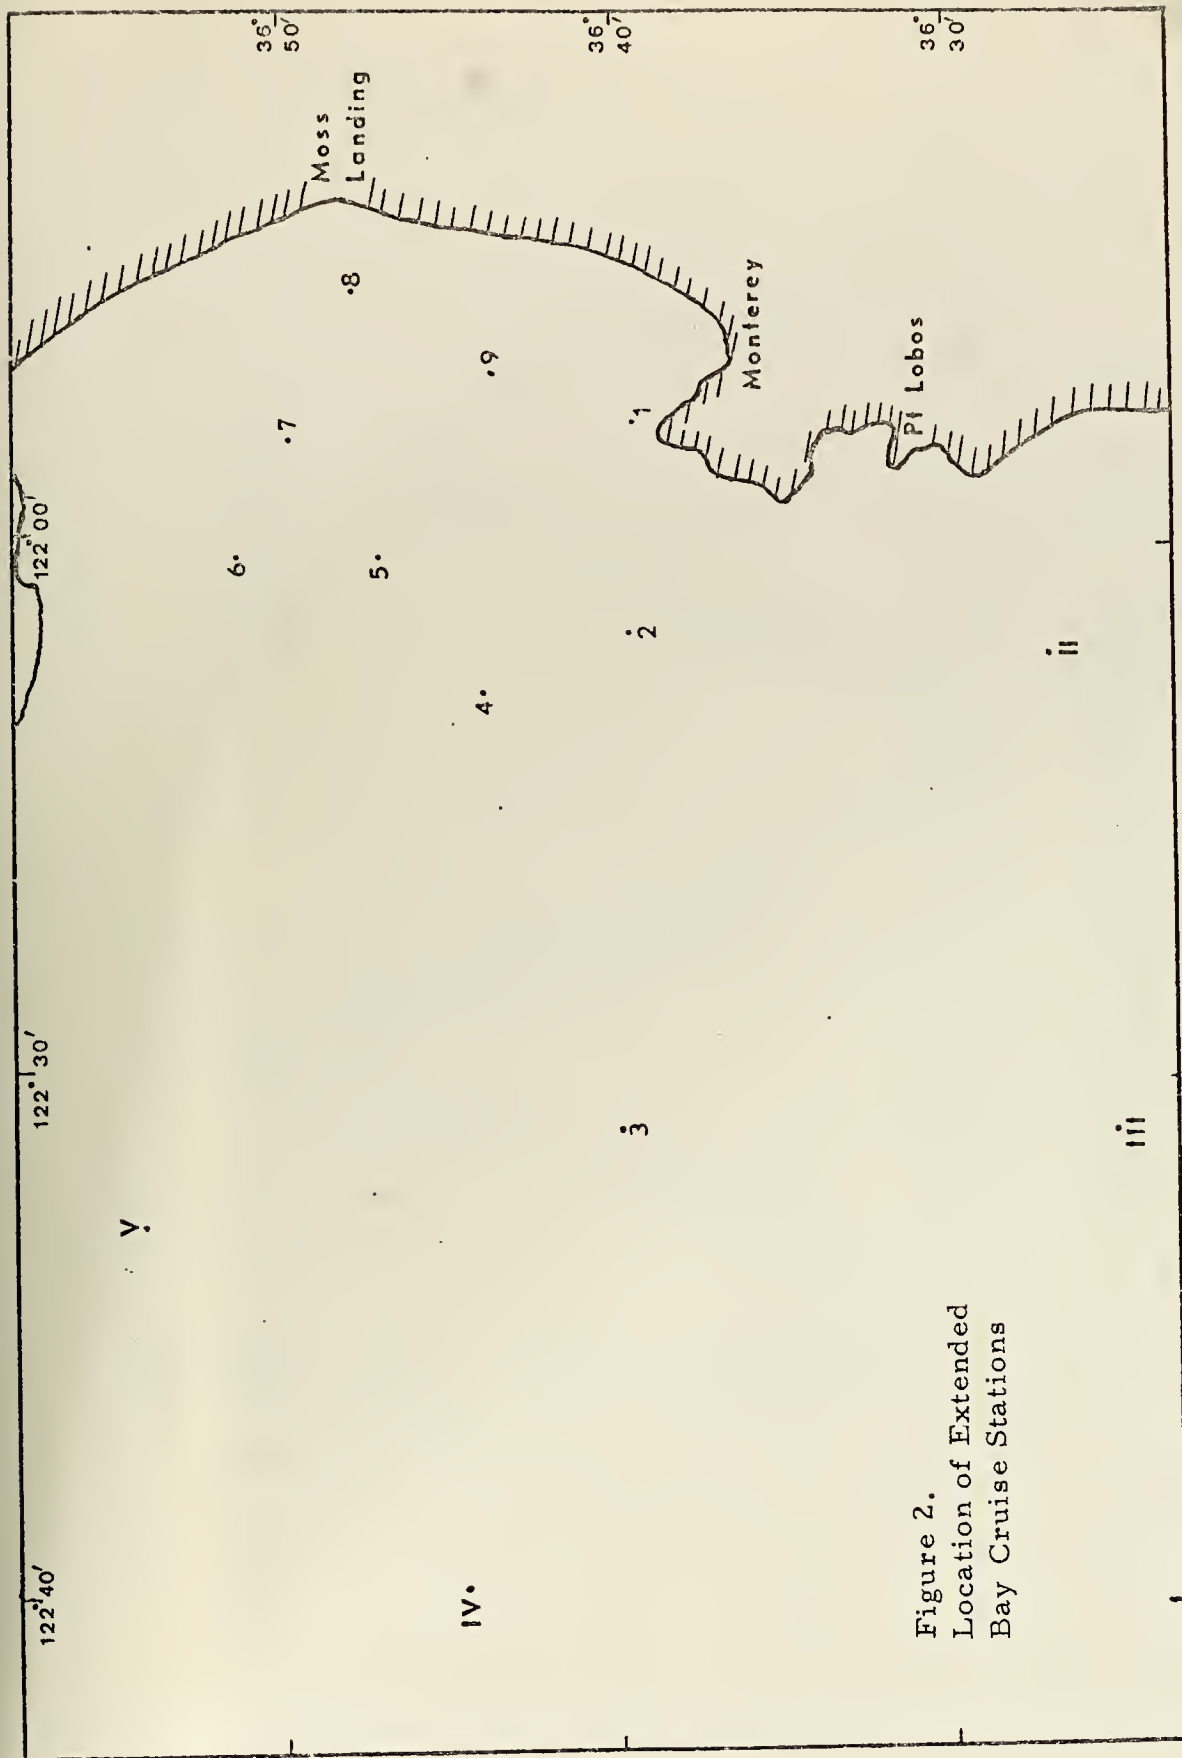 122° 40'
122° 30'
122° 00'
36° 50'
36° 40'
36° 30'
Moss
Landing
Monterey
Pt Lobos
V
IV
III
II
1
2
3
4
5
6
7
8
9
Figure 2.
Location of Extended
Bay Cruise Stations